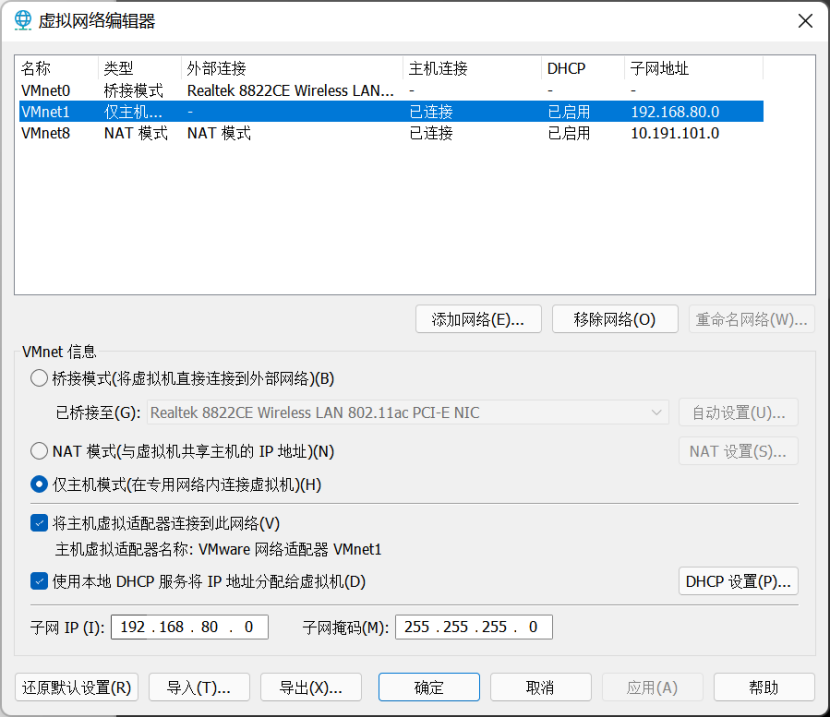 虚拟网络编辑器
名称 类型 外部连接 主机连接 DHCP 子网地址
VMnet0 桥接模式 Realtek 8822CE Wireless LAN... - - -
VMnet1 仅主机... - 已连接 已启用 192.168.80.0
VMnet8 NAT 模式 NAT 模式 已连接 已启用 10.191.101.0
添加网络(E)... 移除网络(O) 重命名网络(W)...
VMnet 信息
桥接模式(将虚拟机直接连接到外部网络)(B)
已桥接至(G): Realtek 8822CE Wireless LAN 802.11ac PCI-E NIC 自动设置(U)...
NAT 模式(与虚拟机共享主机的 IP 地址)(N) NAT 设置(S)...
仅主机模式(在专用网络内连接虚拟机)(H)
将主机虚拟适配器连接到此网络(V)
主机虚拟适配器名称: VMware 网络适配器 VMnet1
使用本地 DHCP 服务将 IP 地址分配给虚拟机(D) DHCP 设置(P)...
子网 IP (I): 192 . 168 . 80 . 0 子网掩码(M): 255 . 255 . 255 . 0
还原默认设置(R) 导入(T)... 导出(X)... 确定 取消 应用(A) 帮助